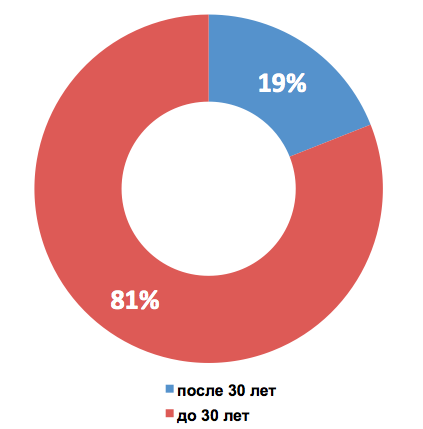 19%
81%
после 30 лет
до 30 лет